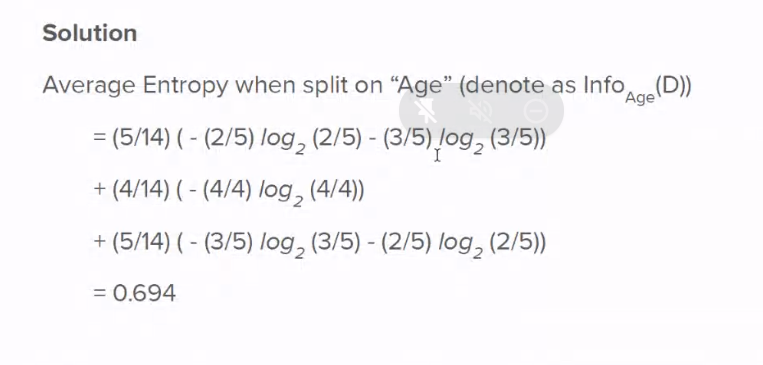 Solution
Average Entropy when split on “Age” (denote as Info_Age(D))
= (5/14) ( - (2/5) log_2 (2/5) - (3/5) log_2 (3/5))
+ (4/14) ( - (4/4) log_2 (4/4))
+ (5/14) ( - (3/5) log_2 (3/5) - (2/5) log_2 (2/5))
= 0.694